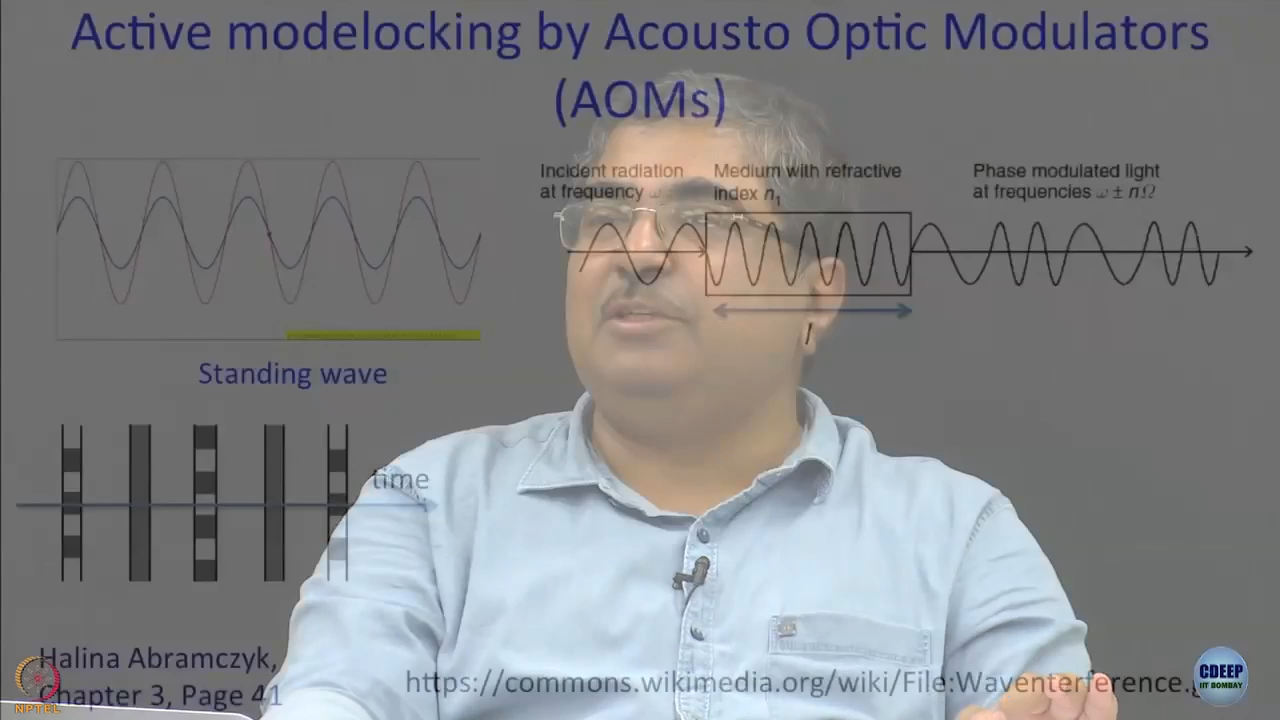 Active modelocking by Acousto Optic Modulators
(AOMs)
Incident radiation
at frequency ω
Medium with refractive
index n₁
Phase modulated light
at frequencies ω ± nΩ
l
Standing wave
time
Halina Abramczyk,
Chapter 3, Page 41
https://commons.wikimedia.org/wiki/File:Waventerference.g
NPTEL
CDEEP
IIT BOMBAY